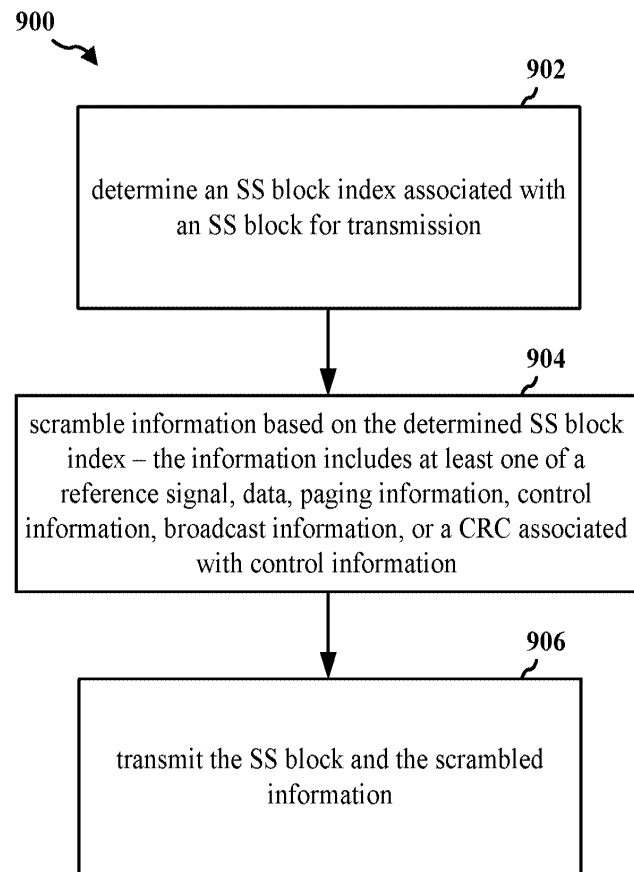 900
902
determine an SS block index associated with
an SS block for transmission
904
scramble information based on the determined SS block
index – the information includes at least one of a
reference signal, data, paging information, control
information, broadcast information, or a CRC associated
with control information
906
transmit the SS block and the scrambled
information